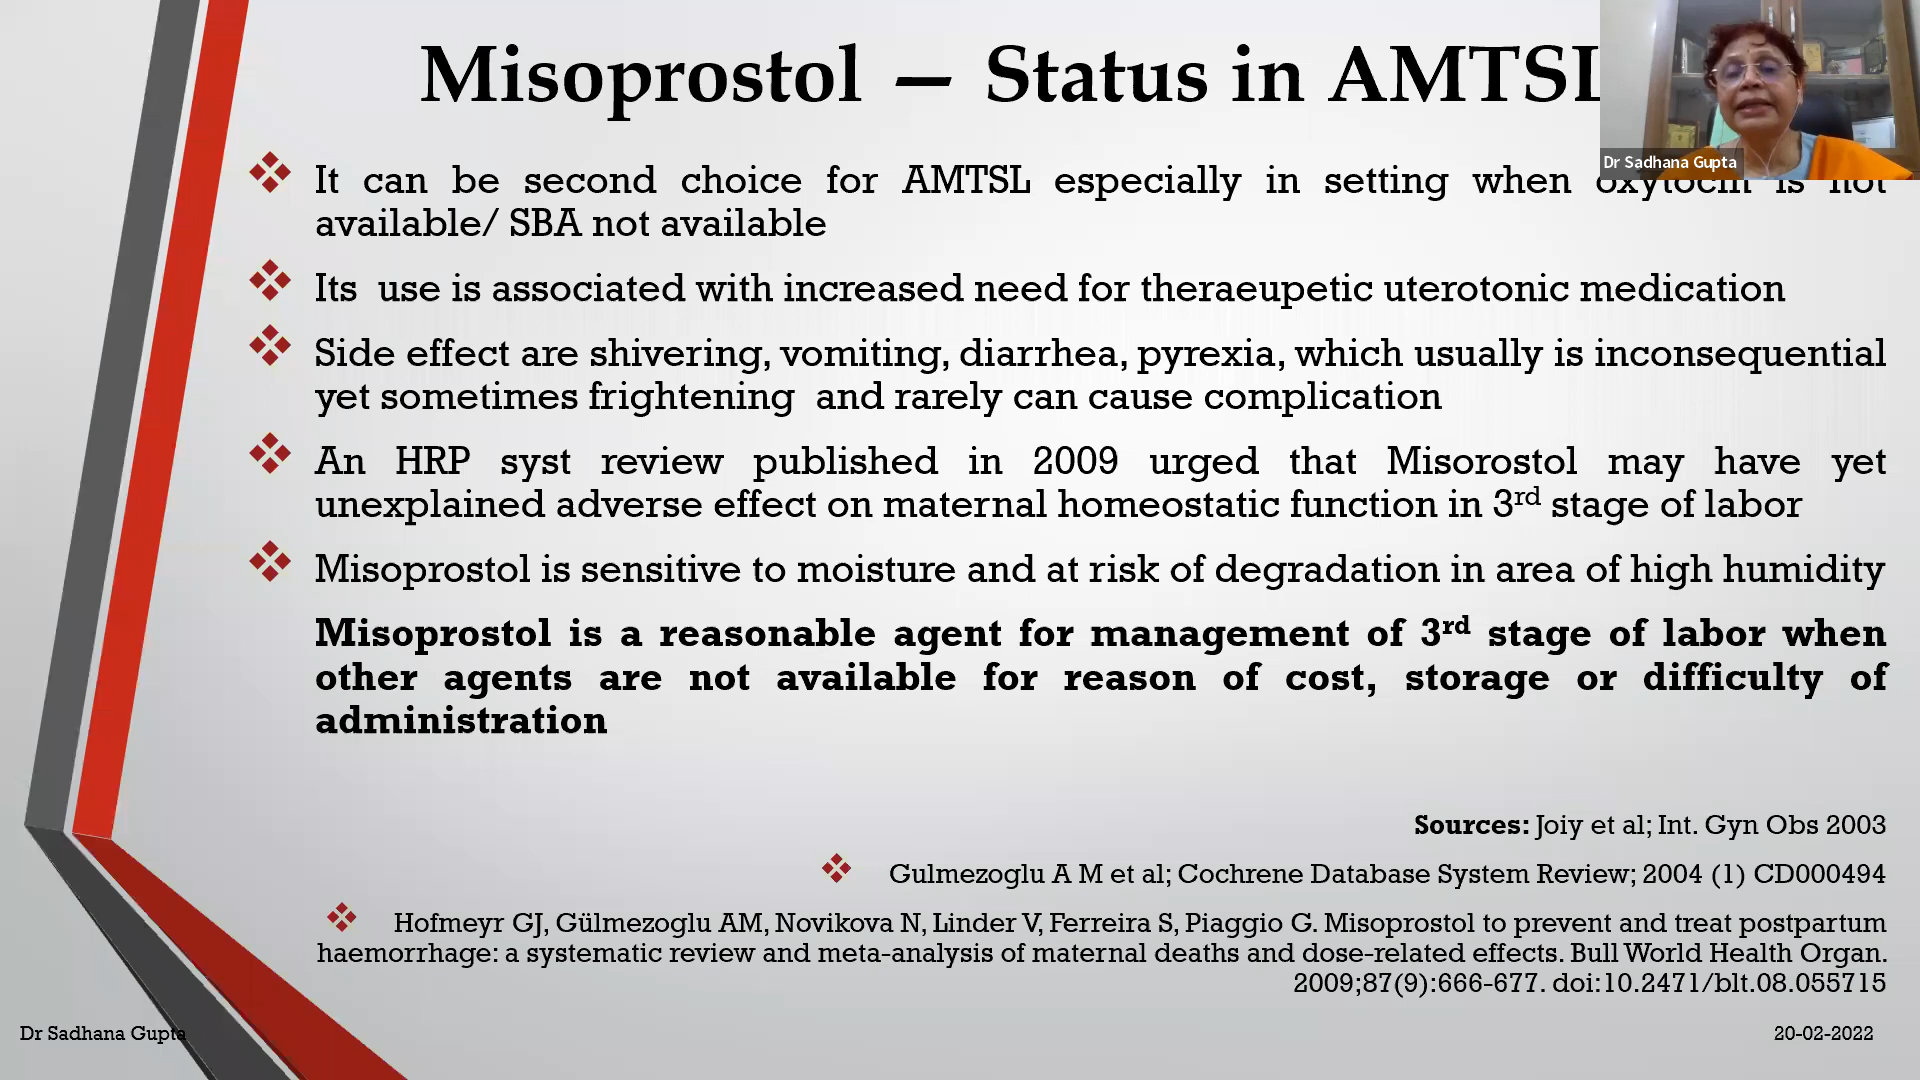 Misoprostol – Status in AMTSL
Dr Sadhana Gupta
It can be second choice for AMTSL especially in setting when oxytocin is not
available/ SBA not available
Its use is associated with increased need for theraeupetic uterotonic medication
Side effect are shivering, vomiting, diarrhea, pyrexia, which usually is inconsequential
yet sometimes frightening and rarely can cause complication
An HRP syst review published in 2009 urged that Misorostol may have yet
unexplained adverse effect on maternal homeostatic function in 3rd stage of labor
Misoprostol is sensitive to moisture and at risk of degradation in area of high humidity
Misoprostol is a reasonable agent for management of 3rd stage of labor when
other agents are not available for reason of cost, storage or difficulty of
administration
Sources: Joiy et al; Int. Gyn Obs 2003
Gulmezoglu A M et al; Cochrene Database System Review; 2004 (1) CD000494
Hofmeyr GJ, Gülmezoglu AM, Novikova N, Linder V, Ferreira S, Piaggio G. Misoprostol to prevent and treat postpartum
haemorrhage: a systematic review and meta-analysis of maternal deaths and dose-related effects. Bull World Health Organ.
2009;87(9):666-677. doi:10.2471/blt.08.055715
Dr Sadhana Gupta
20-02-2022